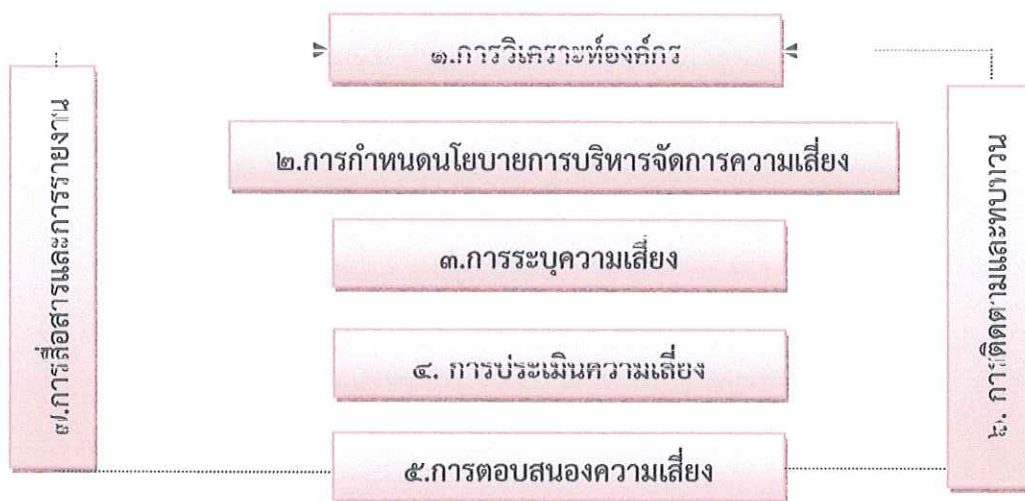 ๑.การวิเคราะห์องค์กร
๒.การกำหนดนโยบายการบริหารจัดการความเสี่ยง
๓.การระบุความเสี่ยง
๔. การประเมินความเสี่ยง
๕.การตอบสนองความเสี่ยง
๖. การติดตามและทบทวน
๗.การสื่อสารและการรายงาน